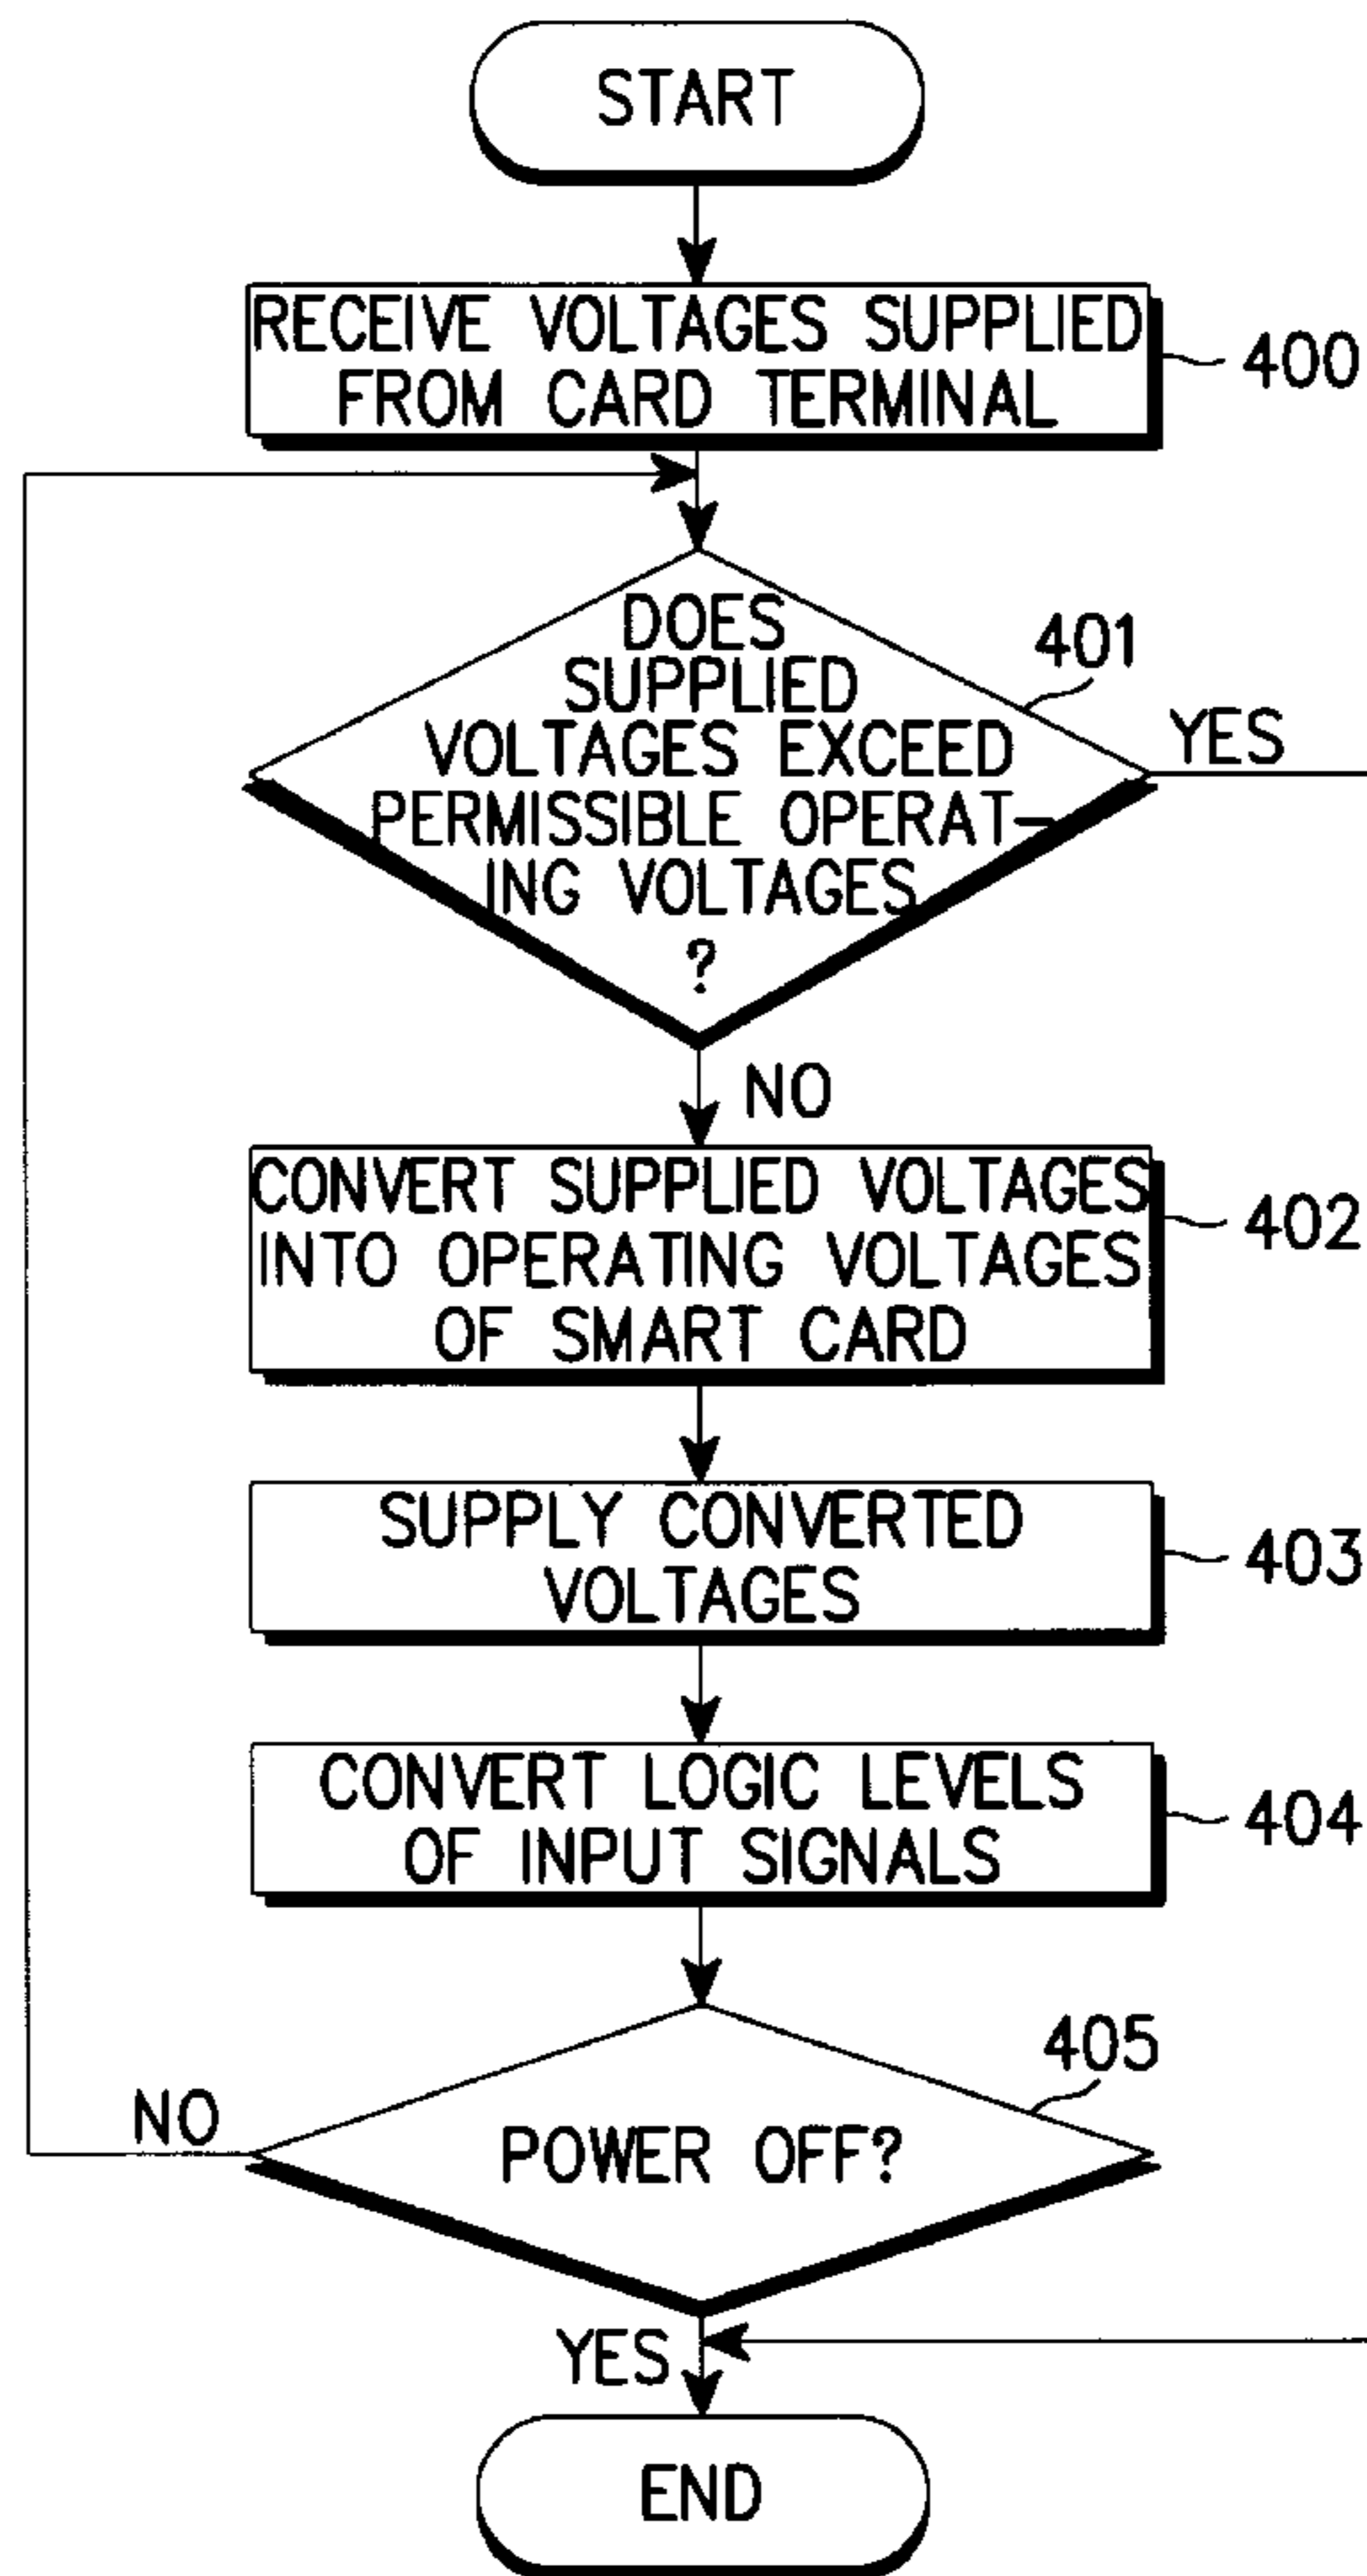 START
RECEIVE VOLTAGES SUPPLIED
FROM CARD TERMINAL
400
DOES
SUPPLIED
VOLTAGES EXCEED
PERMISSIBLE OPERAT-
ING VOLTAGES
?
401
YES
NO
CONVERT SUPPLIED VOLTAGES
INTO OPERATING VOLTAGES
OF SMART CARD
402
SUPPLY CONVERTED
VOLTAGES
403
CONVERT LOGIC LEVELS
OF INPUT SIGNALS
404
405
NO
POWER OFF?
YES
END